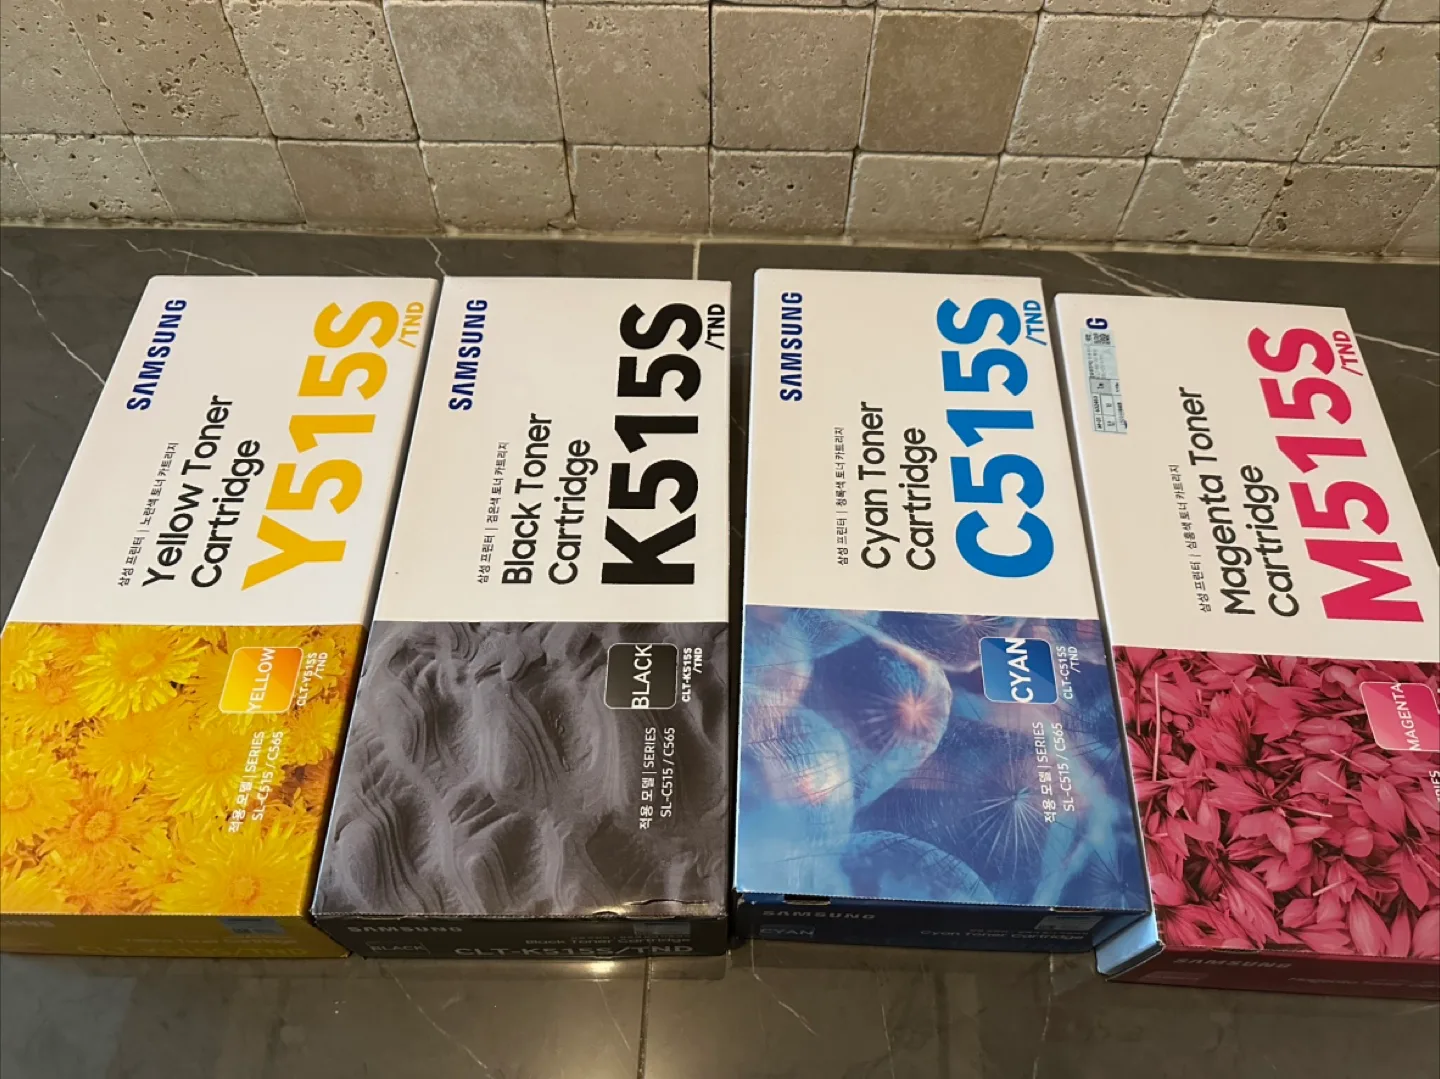 SAMSUNG
삼성 프린터 | 노란색 토너 카트리지
Yellow Toner
Cartridge
Y515S
/TND
YELLOW
CLT-Y515S
/TND
적용 모델 | SERIES
SL-C515 / C565
SAMSUNG
삼성 프린터 | 검은색 토너 카트리지
Black Toner
Cartridge
K515S
/TND
BLACK
CLT-K515S
/TND
적용 모델 | SERIES
SL-C515 / C565
SAMSUNG
BLACK
Black Toner Cartridge
CLT-K515S/TND
SAMSUNG
삼성 프린터 | 청록색 토너 카트리지
Cyan Toner
Cartridge
C515S
/TND
CYAN
CLT-C515S
/TND
적용 모델 | SERIES
SL-C515 / C565
SAMSUNG
CYAN
Cyan Toner Cartridge
G
삼성 프린터 | 심홍색 토너 카트리지
Magenta Toner
Cartridge
M515S
/TND
MAGENTA
SAMSUNG